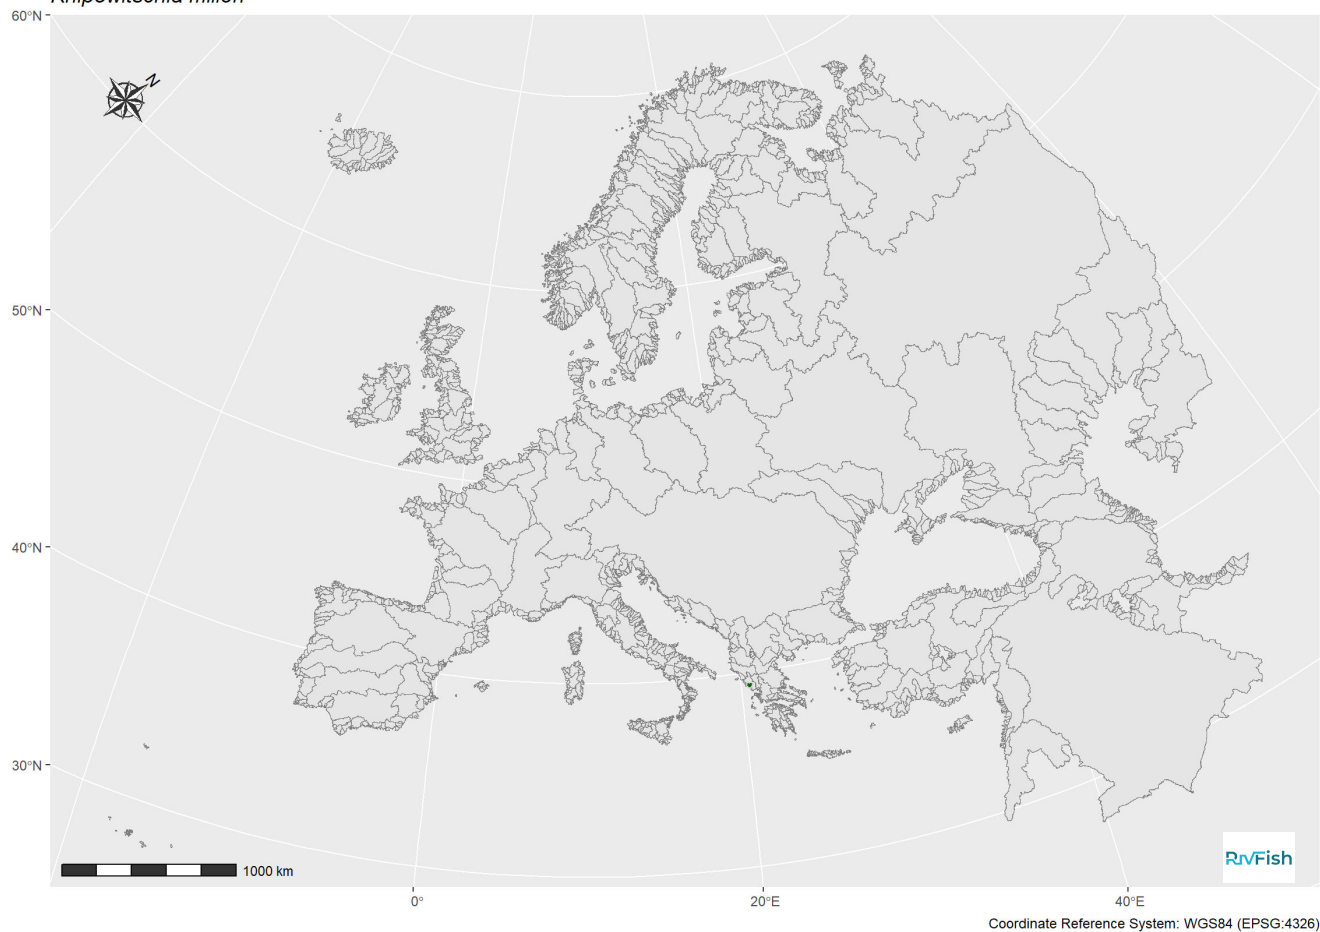 Knipowitschia milleri
60°N
N
50°N
40°N
30°N
1000 km
RivFish
0°
20°E
40°E
Coordinate Reference System: WGS84 (EPSG:4326)